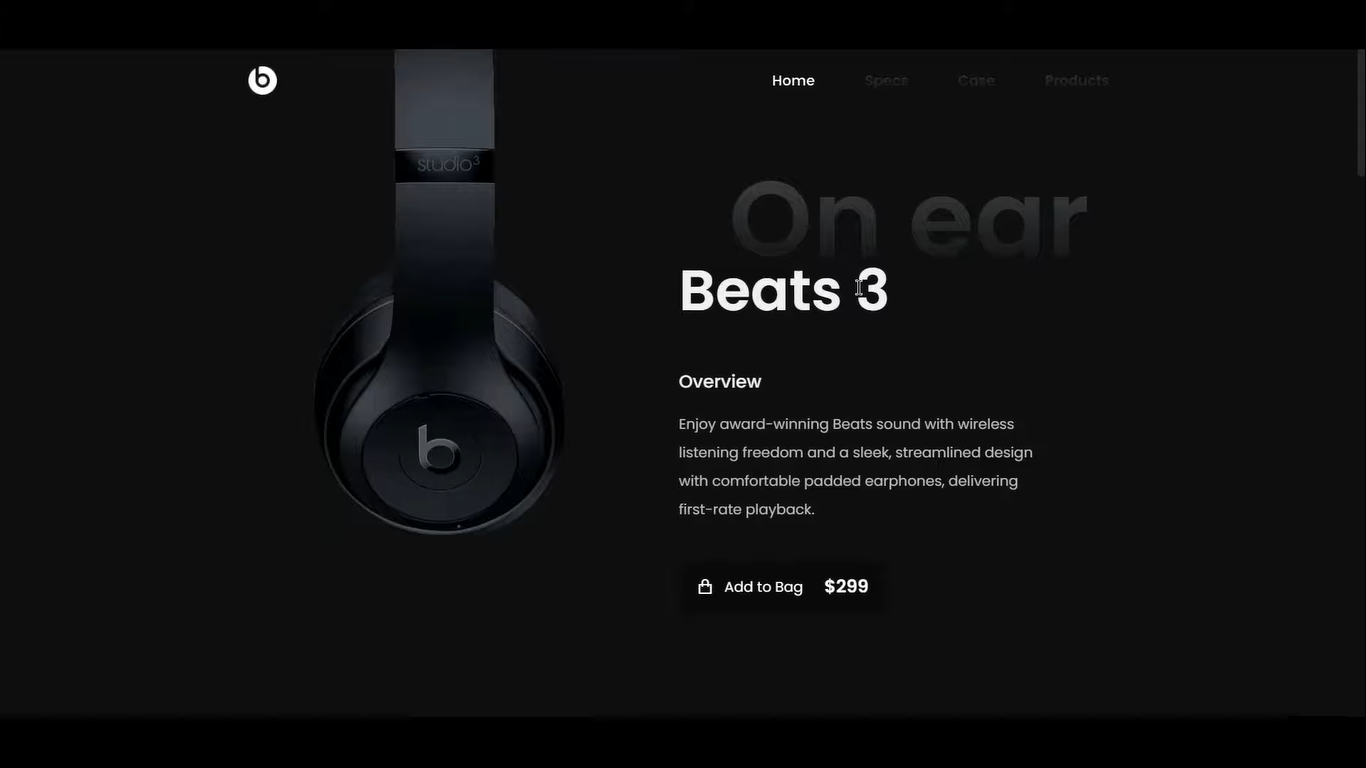 Home Specs Case Products
studio3
On ear
Beats 3
Overview
Enjoy award-winning Beats sound with wireless
listening freedom and a sleek, streamlined design
with comfortable padded earphones, delivering
first-rate playback.
Add to Bag $299